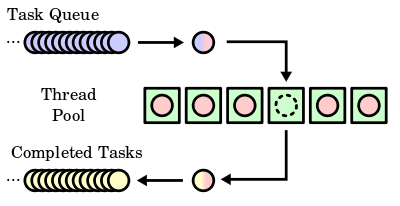 Task Queue
...
Thread
Pool
Completed Tasks
...